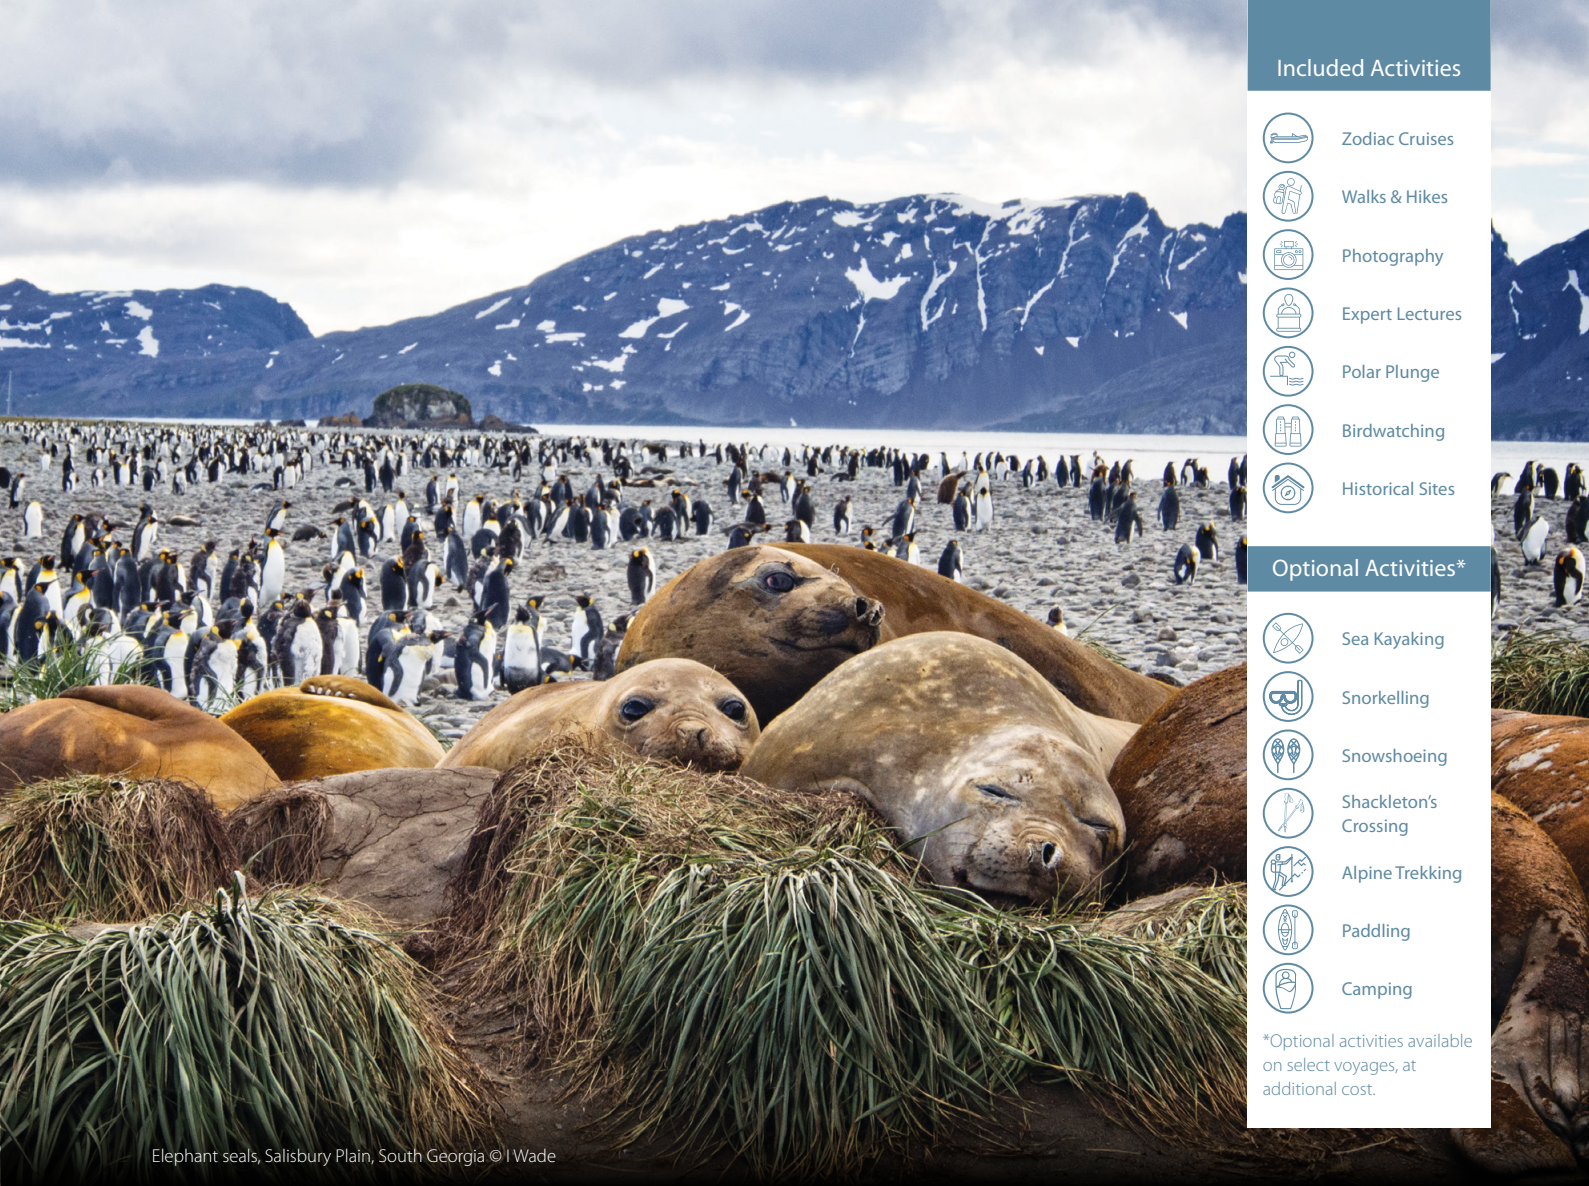 Included Activities
Zodiac Cruises
Walks & Hikes
Photography
Expert Lectures
Polar Plunge
Birdwatching
Historical Sites
Optional Activities*
Sea Kayaking
Snorkelling
Snowshoeing
Shackleton’s
Crossing
Alpine Trekking
Paddling
Camping
*Optional activities available
on select voyages, at
additional cost.
Elephant seals, Salisbury Plain, South Georgia © I Wade